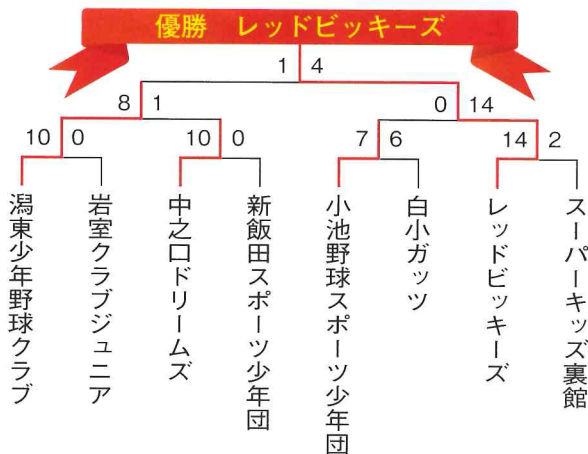 優勝 レッドビッキーズ
1 4
8 1
0 14
10 0
10 0
7 6
14 2
潟東少年野球クラブ
岩室クラブジュニア
中之口ドリームズ
新飯田スポーツ少年団
小池野球スポーツ少年団
白小ガッツ
レッドビッキーズ
スーパーキッズ裏館